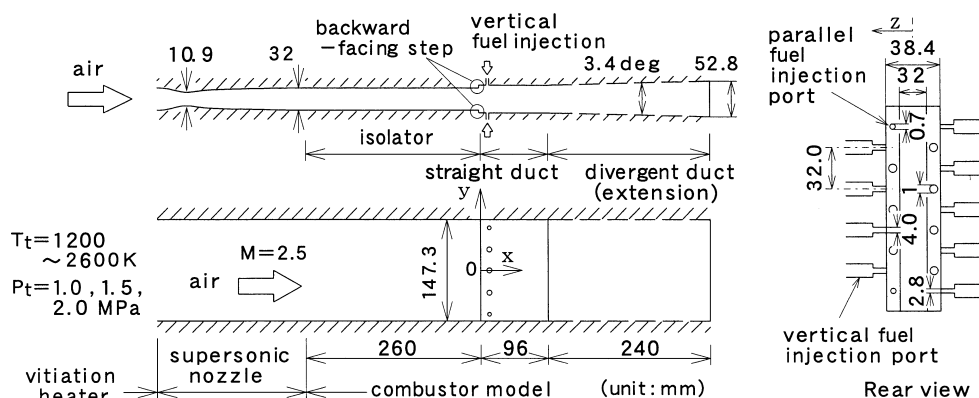 backward
-facing step
vertical
fuel injection
10.9
32
3.4deg
52.8
air
isolator
straight duct
divergent duct
(extension)
y
Tt=1200
~2600K
Pt=1.0,1.5,
2.0 MPa
M=2.5
air
147.3
0
x
260
96
240
vitiation
heater
supersonic
nozzle
combustor model
(unit:mm)
z
38.4
parallel
fuel
injection
port
32
0.7
32.0
1
4.0
2.8
vertical fuel
injection port
Rear view